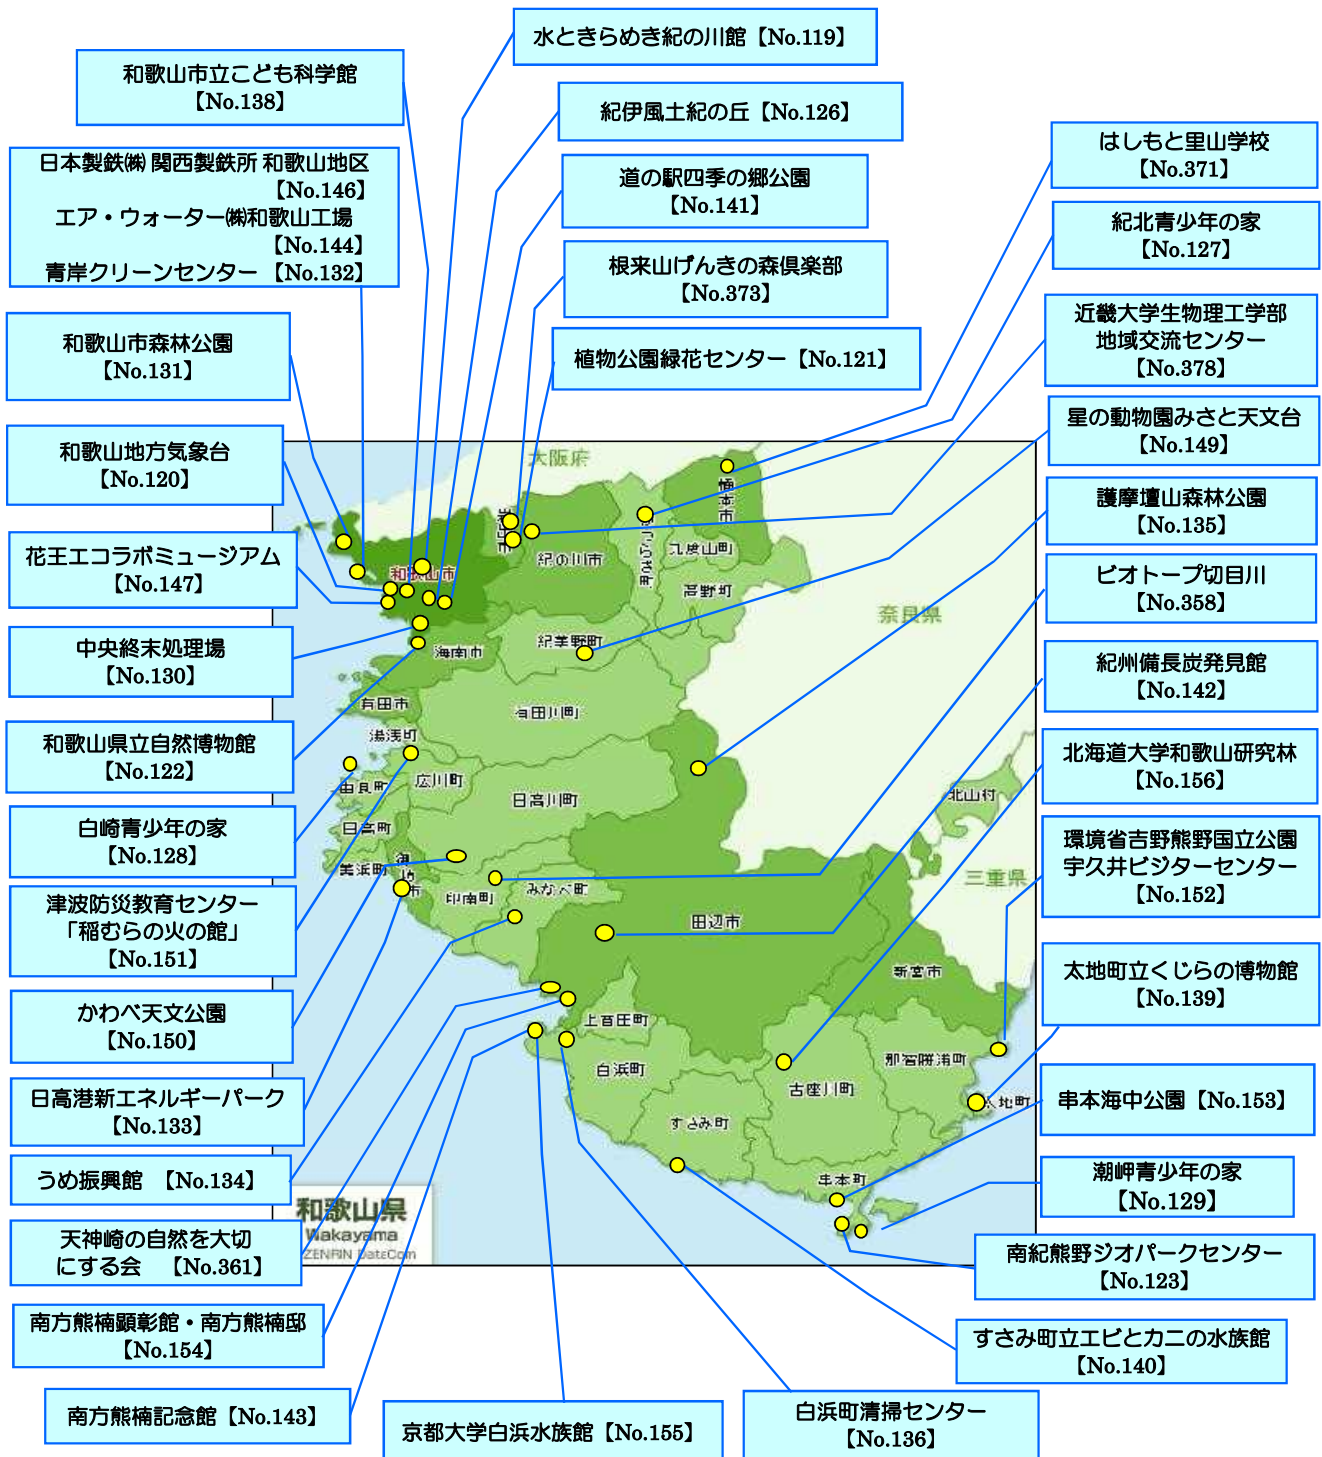 水ときらめき紀の川館【No.119】
和歌山市立こども科学館
【No.138】
紀伊風土紀の丘【No.126】
日本製鉄㈱ 関西製鉄所 和歌山地区
【No.146】
エア・ウォーター㈱和歌山工場
【No.144】
青岸クリーンセンター 【No.132】
道の駅四季の郷公園
【No.141】
はしもと里山学校
【No.371】
紀北青少年の家
【No.127】
根来山げんきの森倶楽部
【No.373】
和歌山市森林公園
【No.131】
植物公園緑花センター【No.121】
近畿大学生物理工学部
地域交流センター
【No.378】
星の動物園みさと天文台
【No.149】
和歌山地方気象台
【No.120】
護摩壇山森林公園
【No.135】
花王エコラボミュージアム
【No.147】
ビオトープ切目川
【No.358】
中央終末処理場
【No.130】
紀州備長炭発見館
【No.142】
和歌山県立自然博物館
【No.122】
北海道大学和歌山研究林
【No.156】
白崎青少年の家
【No.128】
環境省吉野熊野国立公園
宇久井ビジターセンター
【No.152】
津波防災教育センター
「稲むらの火の館」
【No.151】
太地町立くじらの博物館
【No.139】
かわべ天文公園
【No.150】
日高港新エネルギーパーク
【No.133】
串本海中公園【No.153】
うめ振興館 【No.134】
潮岬青少年の家
【No.129】
天神崎の自然を大切
にする会 【No.361】
南紀熊野ジオパークセンター
【No.123】
南方熊楠顕彰館・南方熊楠邸
【No.154】
すさみ町立エビとカニの水族館
【No.140】
南方熊楠記念館【No.143】
京都大学白浜水族館【No.155】
白浜町清掃センター
【No.136】
大阪府
橋本市
紀の川市
九度山町
和歌山市
高野町
奈良県
紀美野町
海南市
有田市
有田川町
湯浅町
広川町
由良町
日高川町
北山村
日高町
美浜町
印南町
みなべ町
三重県
田辺市
新宮市
上富田町
那智勝浦町
白浜町
古座川町
太地町
すさみ町
串本町
和歌山県
Wakayama
ZENRIN DataCom